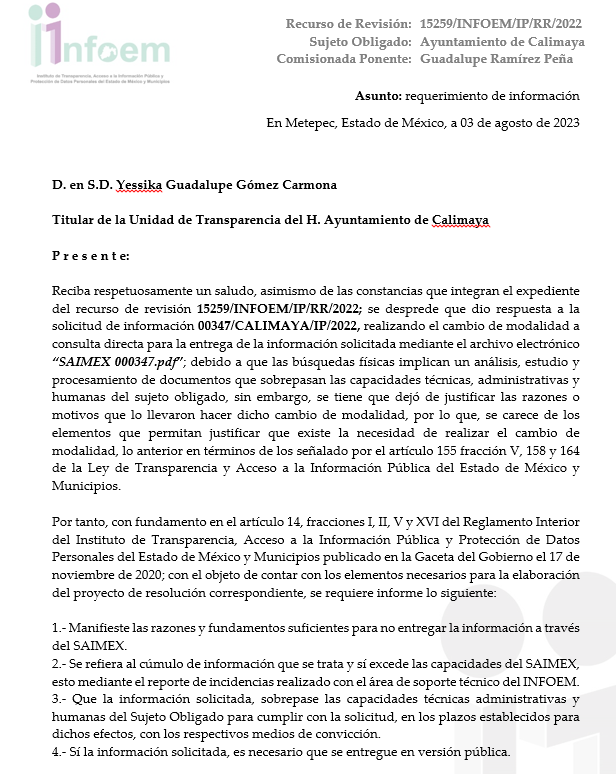 infoem
Instituto de Transparencia, Acceso a la Información Pública y
Protección de Datos Personales del Estado de México y Municipios
Recurso de Revisión: 15259/INFOEM/IP/RR/2022
Sujeto Obligado: Ayuntamiento de Calimaya
Comisionada Ponente: Guadalupe Ramírez Peña
Asunto: requerimiento de información
En Metepec, Estado de México, a 03 de agosto de 2023
D. en S.D. Yessika Guadalupe Gómez Carmona
Titular de la Unidad de Transparencia del H. Ayuntamiento de Calimaya
P r e s e n t e:
Reciba respetuosamente un saludo, asimismo de las constancias que integran el expediente
del recurso de revisión 15259/INFOEM/IP/RR/2022; se desprede que dio respuesta a la
solicitud de información 00347/CALIMAYA/IP/2022, realizando el cambio de modalidad a
consulta directa para la entrega de la información solicitada mediante el archivo electrónico
“SAIMEX 000347.pdf”; debido a que las búsquedas físicas implican un análisis, estudio y
procesamiento de documentos que sobrepasan las capacidades técnicas, administrativas y
humanas del sujeto obligado, sin embargo, se tiene que dejó de justificar las razones o
motivos que lo llevaron hacer dicho cambio de modalidad, por lo que, se carece de los
elementos que permitan justificar que existe la necesidad de realizar el cambio de
modalidad, lo anterior en términos de los señalado por el artículo 155 fracción V, 158 y 164
de la Ley de Transparencia y Acceso a la Información Pública del Estado de México y
Municipios.
Por tanto, con fundamento en el artículo 14, fracciones I, II, V y XVI del Reglamento Interior
del Instituto de Transparencia, Acceso a la Información Pública y Protección de Datos
Personales del Estado de México y Municipios publicado en la Gaceta del Gobierno el 17 de
noviembre de 2020; con el objeto de contar con los elementos necesarios para la elaboración
del proyecto de resolución correspondiente, se requiere informe lo siguiente:
1.- Manifieste las razones y fundamentos suficientes para no entregar la información a través
del SAIMEX.
2.- Se refiera al cúmulo de información que se trata y sí excede las capacidades del SAIMEX,
esto mediante el reporte de incidencias realizado con el área de soporte técnico del INFOEM.
3.- Que la información solicitada, sobrepase las capacidades técnicas administrativas y
humanas del Sujeto Obligado para cumplir con la solicitud, en los plazos establecidos para
dichos efectos, con los respectivos medios de convicción.
4.- Sí la información solicitada, es necesario que se entregue en versión pública.